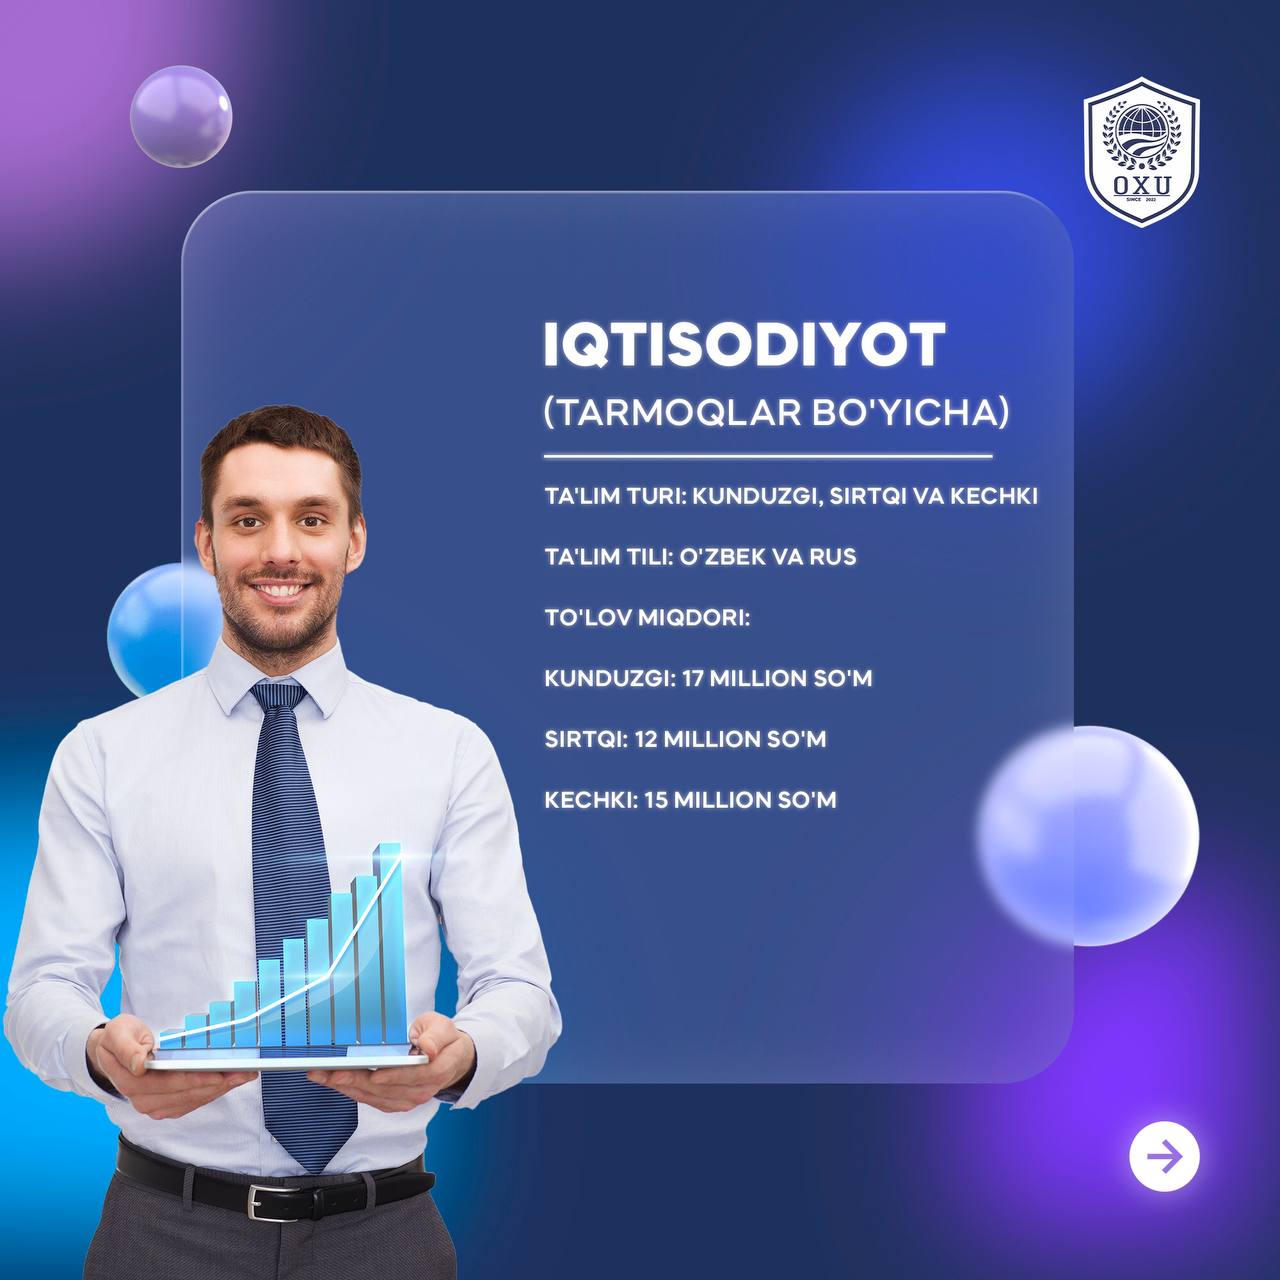 OXU
SINCE 2022
IQTISODIYOT
(TARMOQLAR BO'YICHA)
TA'LIM TURI: KUNDUZGI, SIRTQI VA KECHKI
TA'LIM TILI: O'ZBEK VA RUS
TO'LOV MIQDORI:
KUNDUZGI: 17 MILLION SO'M
SIRTQI: 12 MILLION SO'M
KECHKI: 15 MILLION SO'M